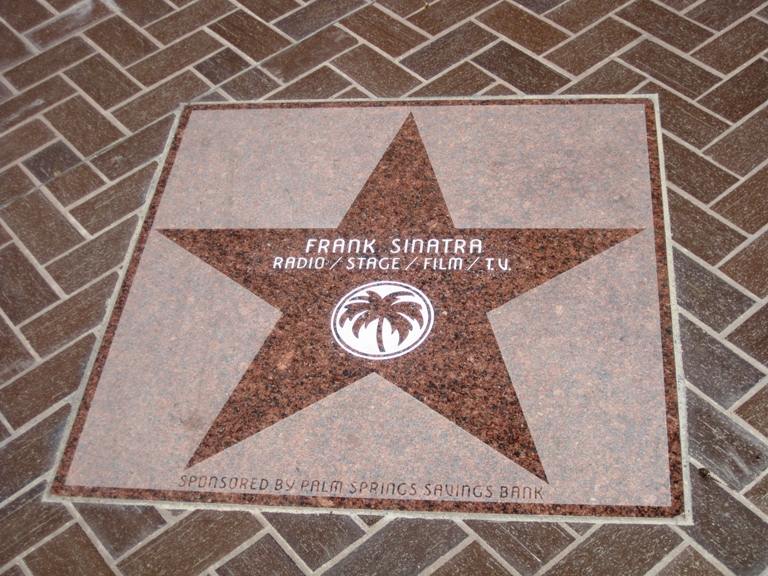 FRANK SINATRA
RADIO / STAGE / FILM / T.V.
SPONSORED BY PALM SPRINGS SAVINGS BANK